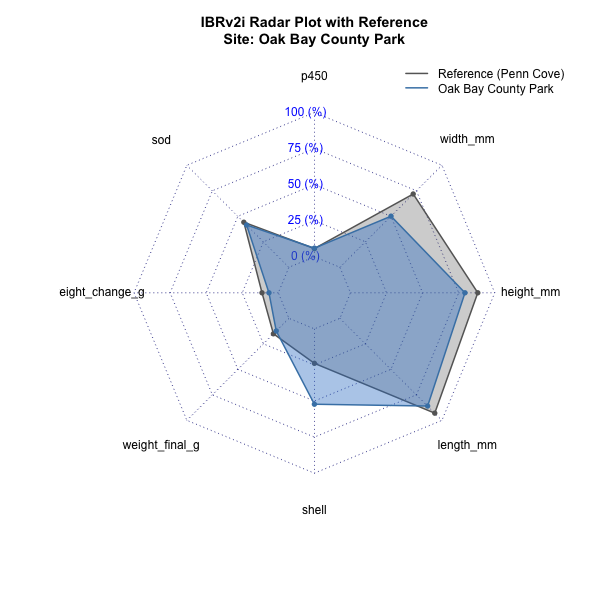 IBRv2i Radar Plot with Reference
Site: Oak Bay County Park
p450
Reference (Penn Cove)
Oak Bay County Park
100 (%)
sod
width_mm
75 (%)
50 (%)
25 (%)
0 (%)
eight_change_g
height_mm
weight_final_g
length_mm
shell